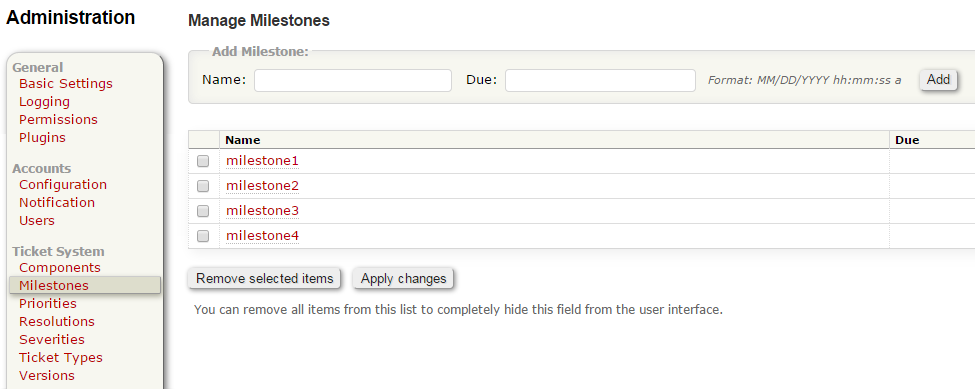 Administration
General
Basic Settings
Logging
Permissions
Plugins
Accounts
Configuration
Notification
Users
Ticket System
Components
Milestones
Priorities
Resolutions
Severities
Ticket Types
Versions
Manage Milestones
Add Milestone:
Name: Due: Format: MM/DD/YYYY hh:mm:ss a Add
Name Due
milestone1
milestone2
milestone3
milestone4
Remove selected items Apply changes
You can remove all items from this list to completely hide this field from the user interface.